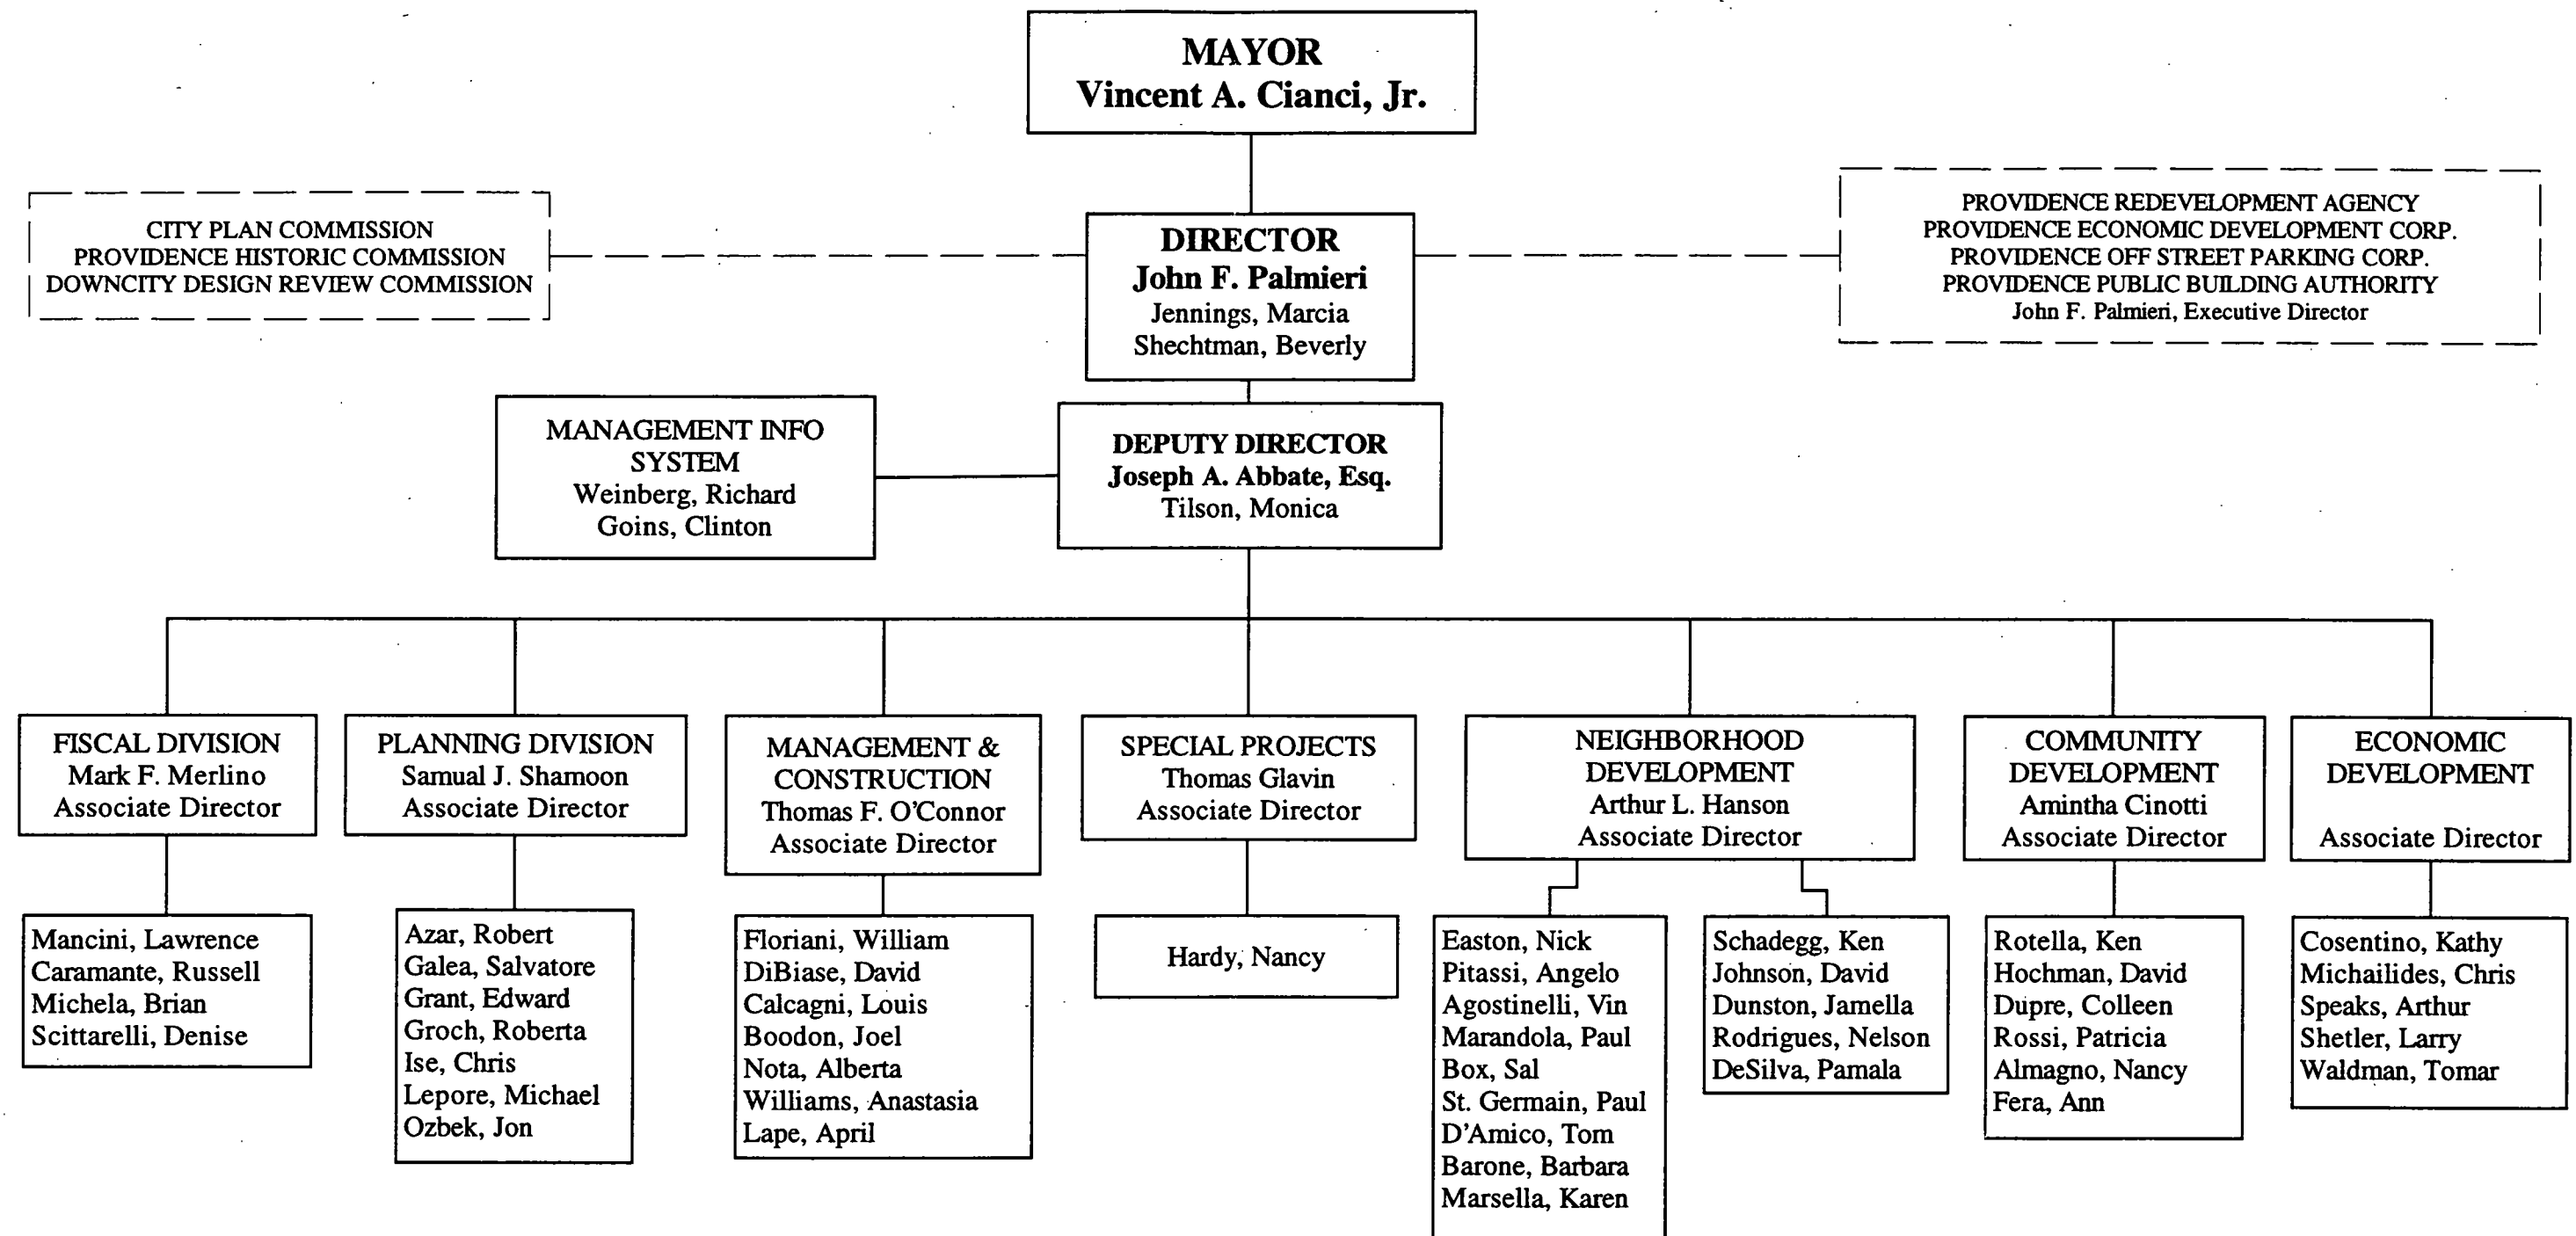 MAYOR
Vincent A. Cianci, Jr.
CITY PLAN COMMISSION
PROVIDENCE HISTORIC COMMISSION
DOWNCITY DESIGN REVIEW COMMISSION
DIRECTOR
John F. Palmieri
Jennings, Marcia
Shechtman, Beverly
PROVIDENCE REDEVELOPMENT AGENCY
PROVIDENCE ECONOMIC DEVELOPMENT CORP.
PROVIDENCE OFF STREET PARKING CORP.
PROVIDENCE PUBLIC BUILDING AUTHORITY
John F. Palmieri, Executive Director
MANAGEMENT INFO
SYSTEM
Weinberg, Richard
Goins, Clinton
DEPUTY DIRECTOR
Joseph A. Abbate, Esq.
Tilson, Monica
FISCAL DIVISION
Mark F. Merlino
Associate Director
PLANNING DIVISION
Samual J. Shamoon
Associate Director
MANAGEMENT &
CONSTRUCTION
Thomas F. O'Connor
Associate Director
SPECIAL PROJECTS
Thomas Glavin
Associate Director
NEIGHBORHOOD
DEVELOPMENT
Arthur L. Hanson
Associate Director
COMMUNITY
DEVELOPMENT
Amintha Cinotti
Associate Director
ECONOMIC
DEVELOPMENT
Associate Director
Mancini, Lawrence
Caramante, Russell
Michela, Brian
Scittarelli, Denise
Azar, Robert
Galea, Salvatore
Grant, Edward
Groch, Roberta
Ise, Chris
Lepore, Michael
Ozbek, Jon
Floriani, William
DiBiase, David
Calcagni, Louis
Boodon, Joel
Nota, Alberta
Williams, Anastasia
Lape, April
Hardy, Nancy
Easton, Nick
Pitassi, Angelo
Agostinelli, Vin
Marandola, Paul
Box, Sal
St. Germain, Paul
D'Amico, Tom
Barone, Barbara
Marsella, Karen
Schadegg, Ken
Johnson, David
Dunston, Jamella
Rodrigues, Nelson
DeSilva, Pamala
Rotella, Ken
Hochman, David
Dupre, Colleen
Rossi, Patricia
Almagno, Nancy
Fera, Ann
Cosentino, Kathy
Michailides, Chris
Speaks, Arthur
Shetler, Larry
Waldman, Tomar